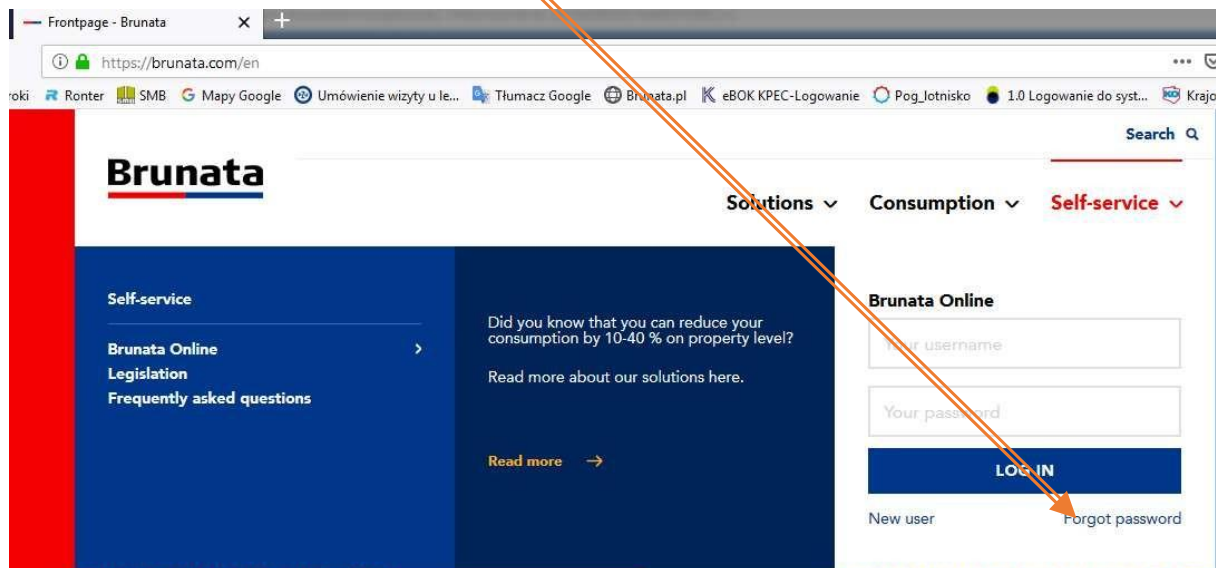 Frontpage - Brunata
https://brunata.com/en
roki Ronter SMB Mapy Google Umówienie wizyty u le... Tłumacz Google Brunata.pl eBOK KPEC-Logowanie Pog_lotnisko 1.0 Logowanie do syst... Krajo
Search
Brunata
Solutions Consumption Self-service
Self-service
Brunata Online
Legislation
Frequently asked questions
Did you know that you can reduce your
consumption by 10-40 % on property level?
Read more about our solutions here.
Read more →
Brunata Online
Your username
Your password
LOG IN
New user Forgot password